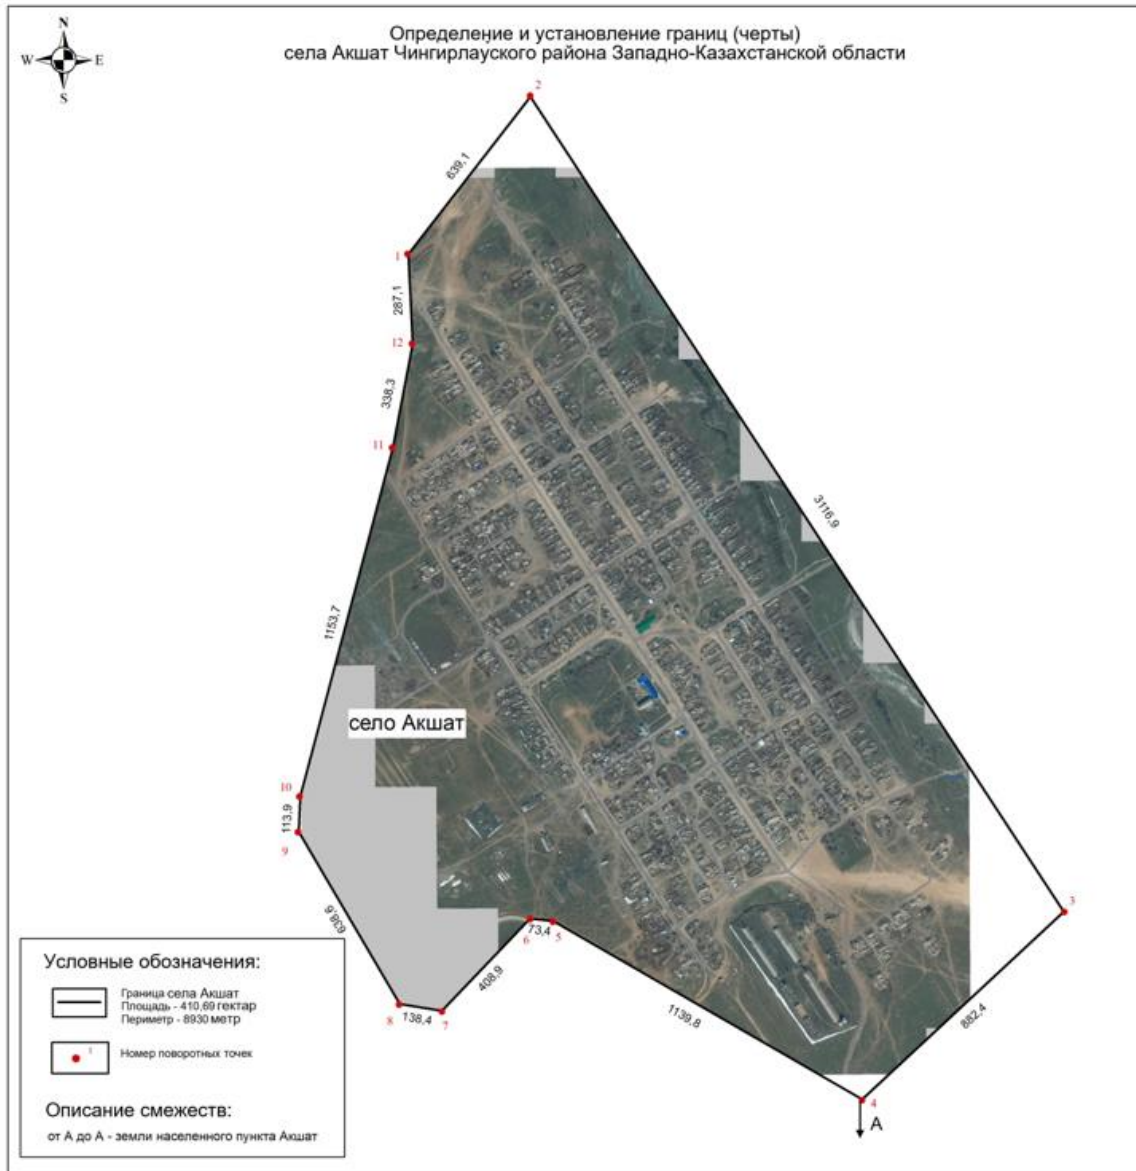 N
W E
S
Определение и установление границ (черты)
села Акшат Чингирлауского района Западно-Казахстанской области
2
639,1
1
287,1
12
338,3
11
3116,9
1153,7
село Акшат
10
113,9
9
3
638,6
6
73,4
5
408,9
882,4
8
138,4
7
1139,8
4
А
Условные обозначения:
Граница села Акшат
Площадь - 410,69 гектар
Периметр - 8930 метр
1
Номер поворотных точек
Описание смежеств:
от А до А - земли населенного пункта Акшат